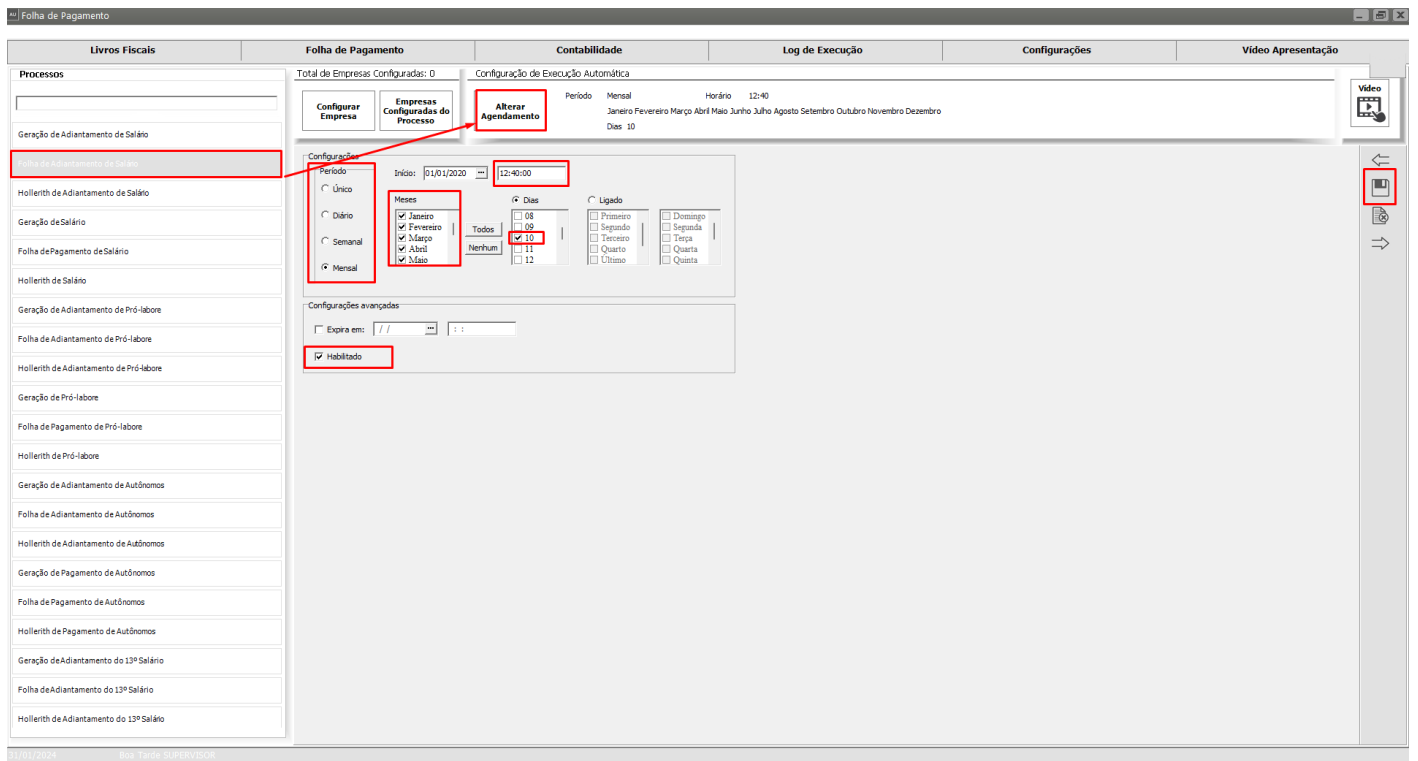 AU Folha de Pagamento
Livros Fiscais
Folha de Pagamento
Contabilidade
Log de Execução
Configurações
Vídeo Apresentação
Processos
Geração de Adiantamento de Salário
Folha de Adiantamento de Salário
Hollerith de Adiantamento de Salário
Geração de Salário
Folha de Pagamento de Salário
Hollerith de Salário
Geração de Adiantamento de Pró-labore
Folha de Adiantamento de Pró-labore
Hollerith de Adiantamento de Pró-labore
Geração de Pró-labore
Folha de Pagamento de Pró-labore
Hollerith de Pró-labore
Geração de Adiantamento de Autônomos
Folha de Adiantamento de Autônomos
Hollerith de Adiantamento de Autônomos
Geração de Pagamento de Autônomos
Folha de Pagamento de Autônomos
Hollerith de Pagamento de Autônomos
Geração de Adiantamento do 13º Salário
Folha de Adiantamento do 13º Salário
Hollerith de Adiantamento do 13º Salário
Total de Empresas Configuradas: 0
Configurar
Empresa
Empresas
Configuradas do
Processo
Configuração de Execução Automática
Alterar
Agendamento
Período Mensal Horário 12:40
Janeiro Fevereiro Março Abril Maio Junho Julho Agosto Setembro Outubro Novembro Dezembro
Dias 10
Vídeo
Configurações
Período
Único
Diário
Semanal
Mensal
Início: 01/01/2020 ... 12:40:00
Meses
Janeiro
Fevereiro
Março
Abril
Maio
Todos
Nenhum
Dias
08
09
10
11
12
Ligado
Primeiro
Segundo
Terceiro
Quarto
Último
Domingo
Segunda
Terça
Quarta
Quinta
Configurações avançadas
Expira em: / / ... : :
Habilitado
31/01/2024 Boa Tarde SUPERVISOR